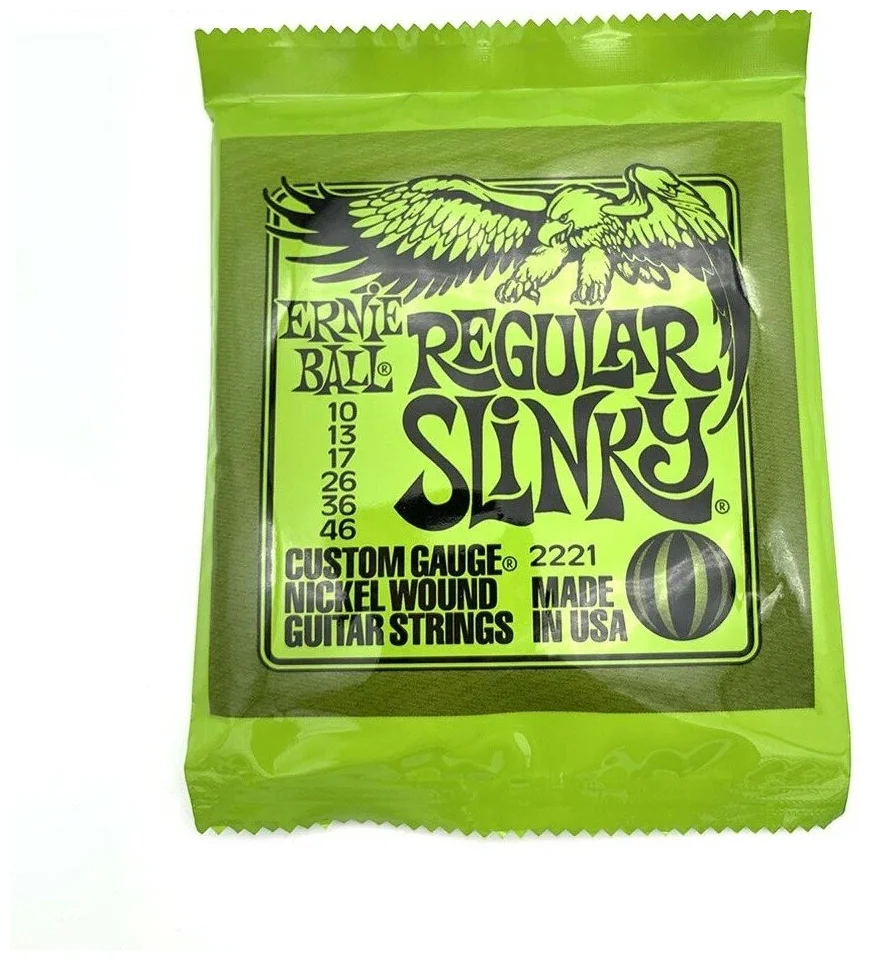 ERNIE
BALL®
REGULAR
SLINKY®
10
13
17
26
36
46
CUSTOM GAUGE®
NICKEL WOUND
GUITAR STRINGS
2221
MADE
IN USA